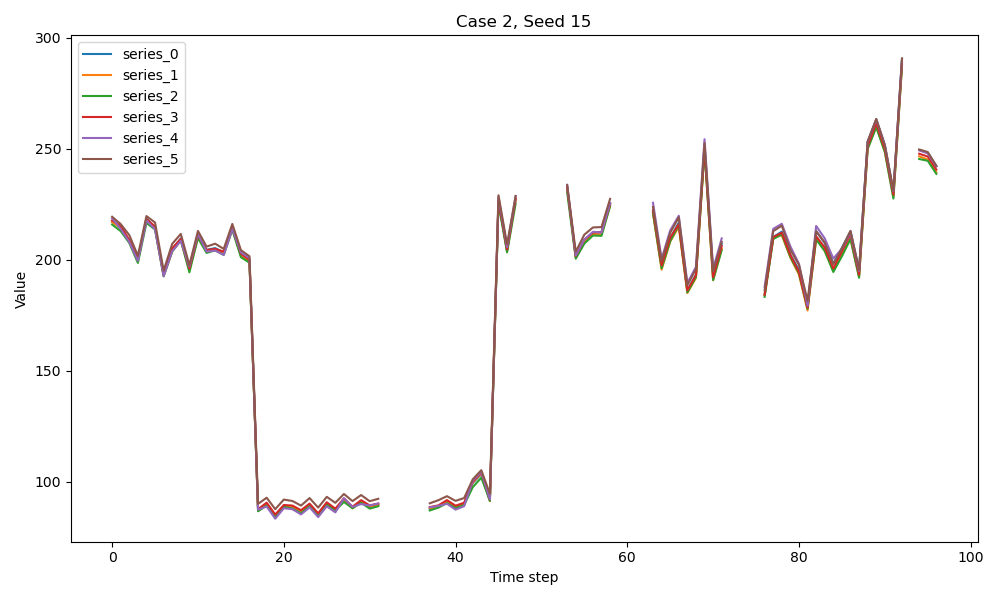 Case 2, Seed 15
300
250
200
150
100
Value
series_0
series_1
series_2
series_3
series_4
series_5
0
20
40
60
80
100
Time step